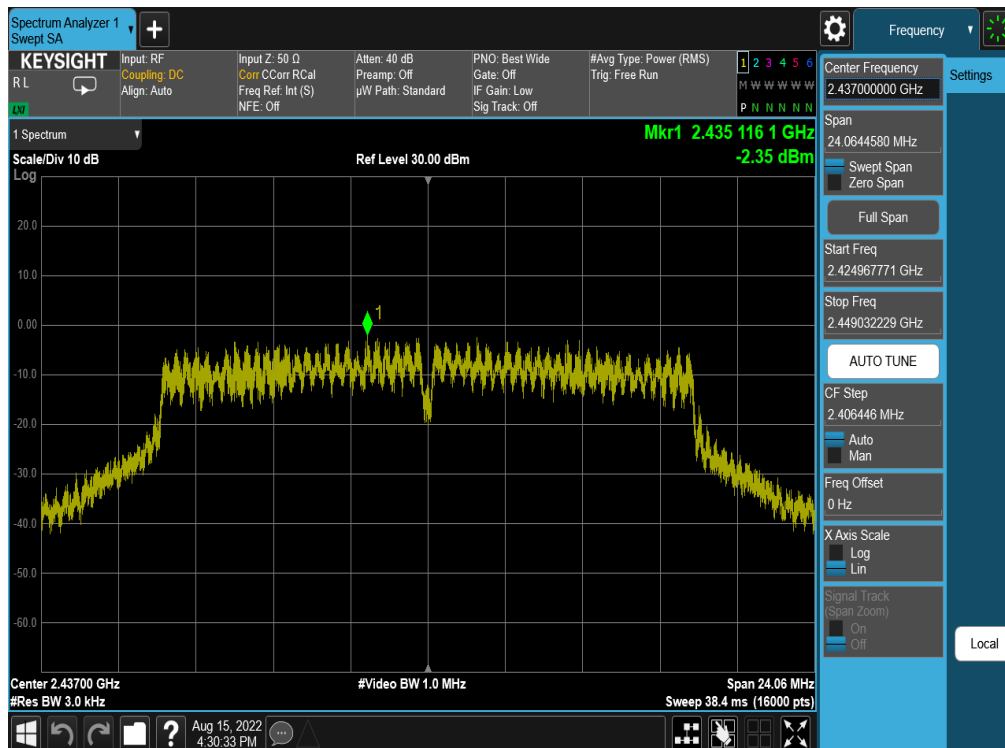 Spectrum Analyzer 1
Swept SA
Frequency
KEYSIGHT
R L
LXI
Input: RF
Coupling: DC
Align: Auto
Input Z: 50 Ω
Corr CCorr RCal
Freq Ref: Int (S)
NFE: Off
Atten: 40 dB
Preamp: Off
µW Path: Standard
PNO: Best Wide
Gate: Off
IF Gain: Low
Sig Track: Off
#Avg Type: Power (RMS)
Trig: Free Run
1 2 3 4 5 6
M W W W W W
P N N N N N
1 Spectrum
Scale/Div 10 dB
Log
Ref Level 30.00 dBm
Mkr1 2.435 116 1 GHz
-2.35 dBm
20.0
10.0
0.00
-10.0
-20.0
-30.0
-40.0
-50.0
-60.0
1
Center 2.43700 GHz
#Res BW 3.0 kHz
#Video BW 1.0 MHz
Span 24.06 MHz
Sweep 38.4 ms (16000 pts)
Center Frequency
2.437000000 GHz
Settings
Span
24.0644580 MHz
Swept Span
Zero Span
Full Span
Start Freq
2.424967771 GHz
Stop Freq
2.449032229 GHz
AUTO TUNE
CF Step
2.406446 MHz
Auto
Man
Freq Offset
0 Hz
X Axis Scale
Log
Lin
Signal Track
(Span Zoom)
On
Off
Local
?
Aug 15, 2022
4:30:33 PM